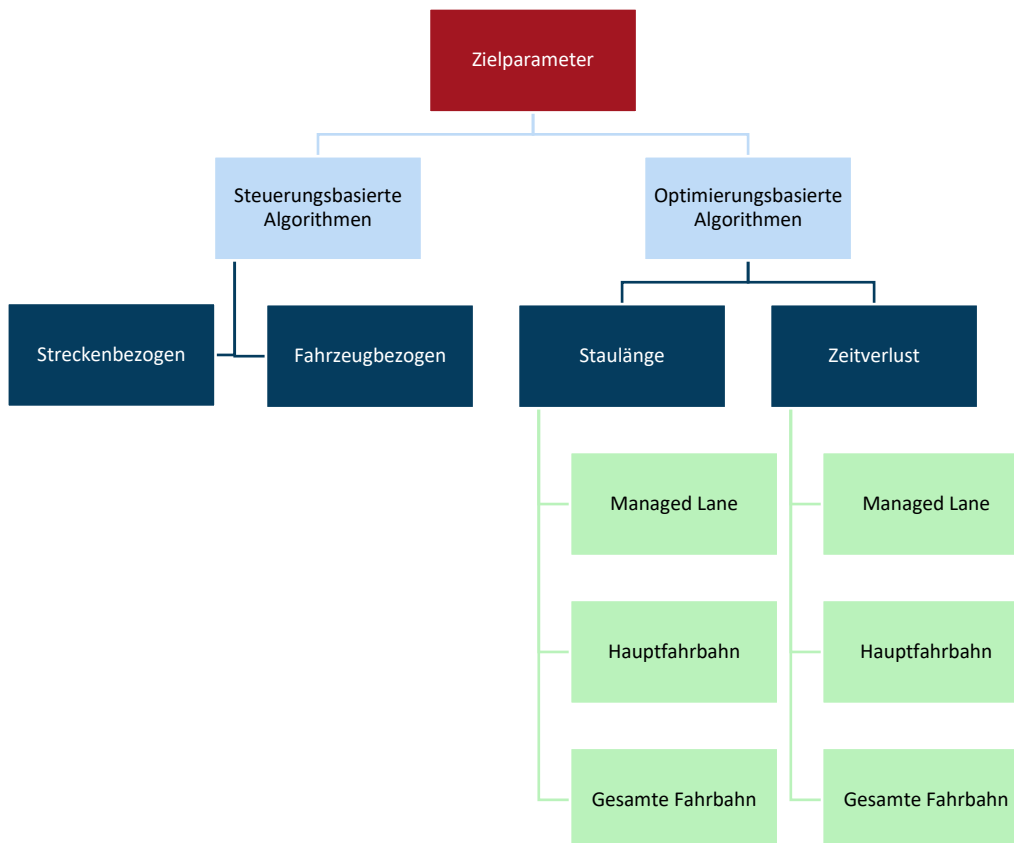 Zielparameter
Steuerungsbasierte
Algorithmen
Optimierungsbasierte
Algorithmen
Streckenbezogen
Fahrzeugbezogen
Staulänge
Zeitverlust
Managed Lane
Managed Lane
Hauptfahrbahn
Hauptfahrbahn
Gesamte Fahrbahn
Gesamte Fahrbahn